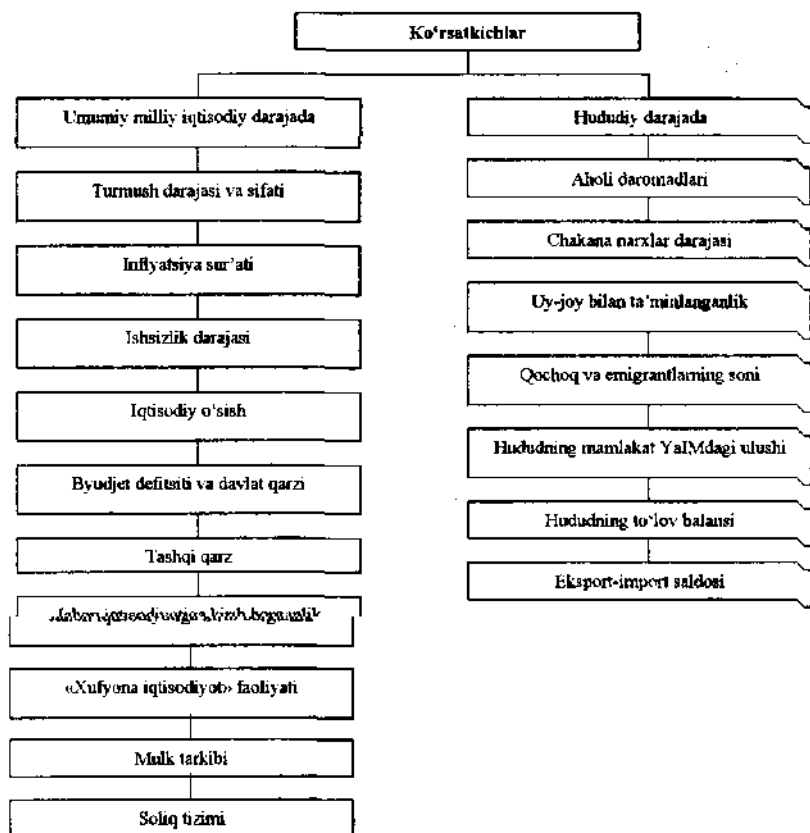 Ko‘rsatkichlar
Umumiy milliy iqtisodiy darajada
Turmush darajasi va sifati
Inflyatsiya sur’ati
Ishsizlik darajasi
Iqtisodiy o‘sish
Byudjet defitsiti va davlat qarzi
Tashqi qarz
«Xufyona iqtisodiyot» faoliyati
Mulk tarkibi
Soliq tizimi
Hududiy darajada
Aholi daromadlari
Chakana narxlar darajasi
Uy-joy bilan ta’minlanganlik
Qochoq va emigrantlarning soni
Hududning mamlakat YaIMdagi ulushi
Hududning to‘lov balansi
Eksport-import saldosi